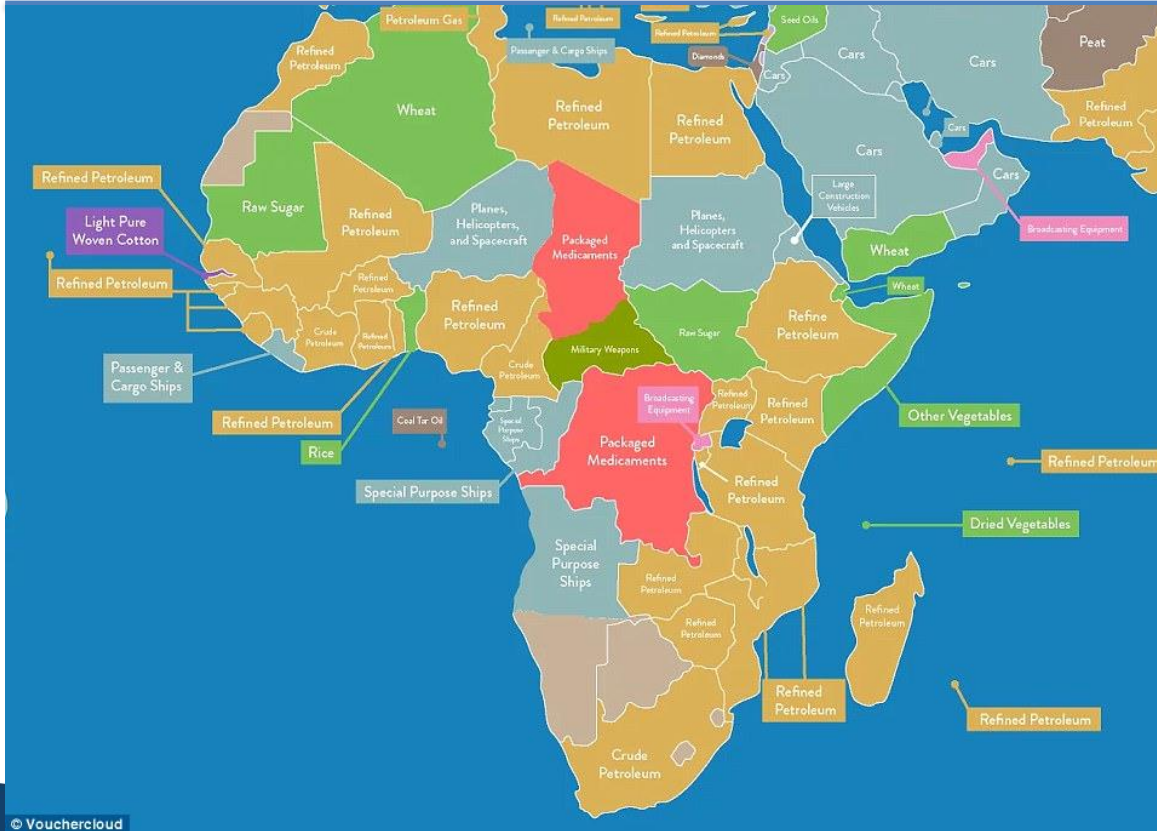 Petroleum Gas
Refined Petroleum
Seed Oils
Refined
Petroleum
Passenger & Cargo Ships
Refined Petroleum
Diamonds
Cars
Cars
Cars
Peat
Wheat
Refined
Petroleum
Refined
Petroleum
Refined
Petroleum
Cars
Cars
Cars
Refined Petroleum
Light Pure
Woven Cotton
Raw Sugar
Refined
Petroleum
Planes,
Helicopters,
and Spacecraft
Packaged
Medicaments
Planes,
Helicopters
and Spacecraft
Large
Construction
Vehicles
Broadcasting Equipment
Wheat
Refined Petroleum
Refined
Petroleum
Refined
Petroleum
Wheat
Crude
Petroleum
Refined
Petroleum
Raw Sugar
Refine
Petroleum
Military Weapons
Crude
Petroleum
Passenger &
Cargo Ships
Refined Petroleum
Rice
Coal Tar Oil
Special
Purpose
Ships
Broadcasting
Equipment
Refined
Petroleum
Refined
Petroleum
Other Vegetables
Packaged
Medicaments
Refined Petroleum
Special Purpose Ships
Refined
Petroleum
Dried Vegetables
Special
Purpose
Ships
Refined
Petroleum
Refined
Petroleum
Refined
Petroleum
Refined
Petroleum
Refined Petroleum
Crude
Petroleum
© Vouchercloud